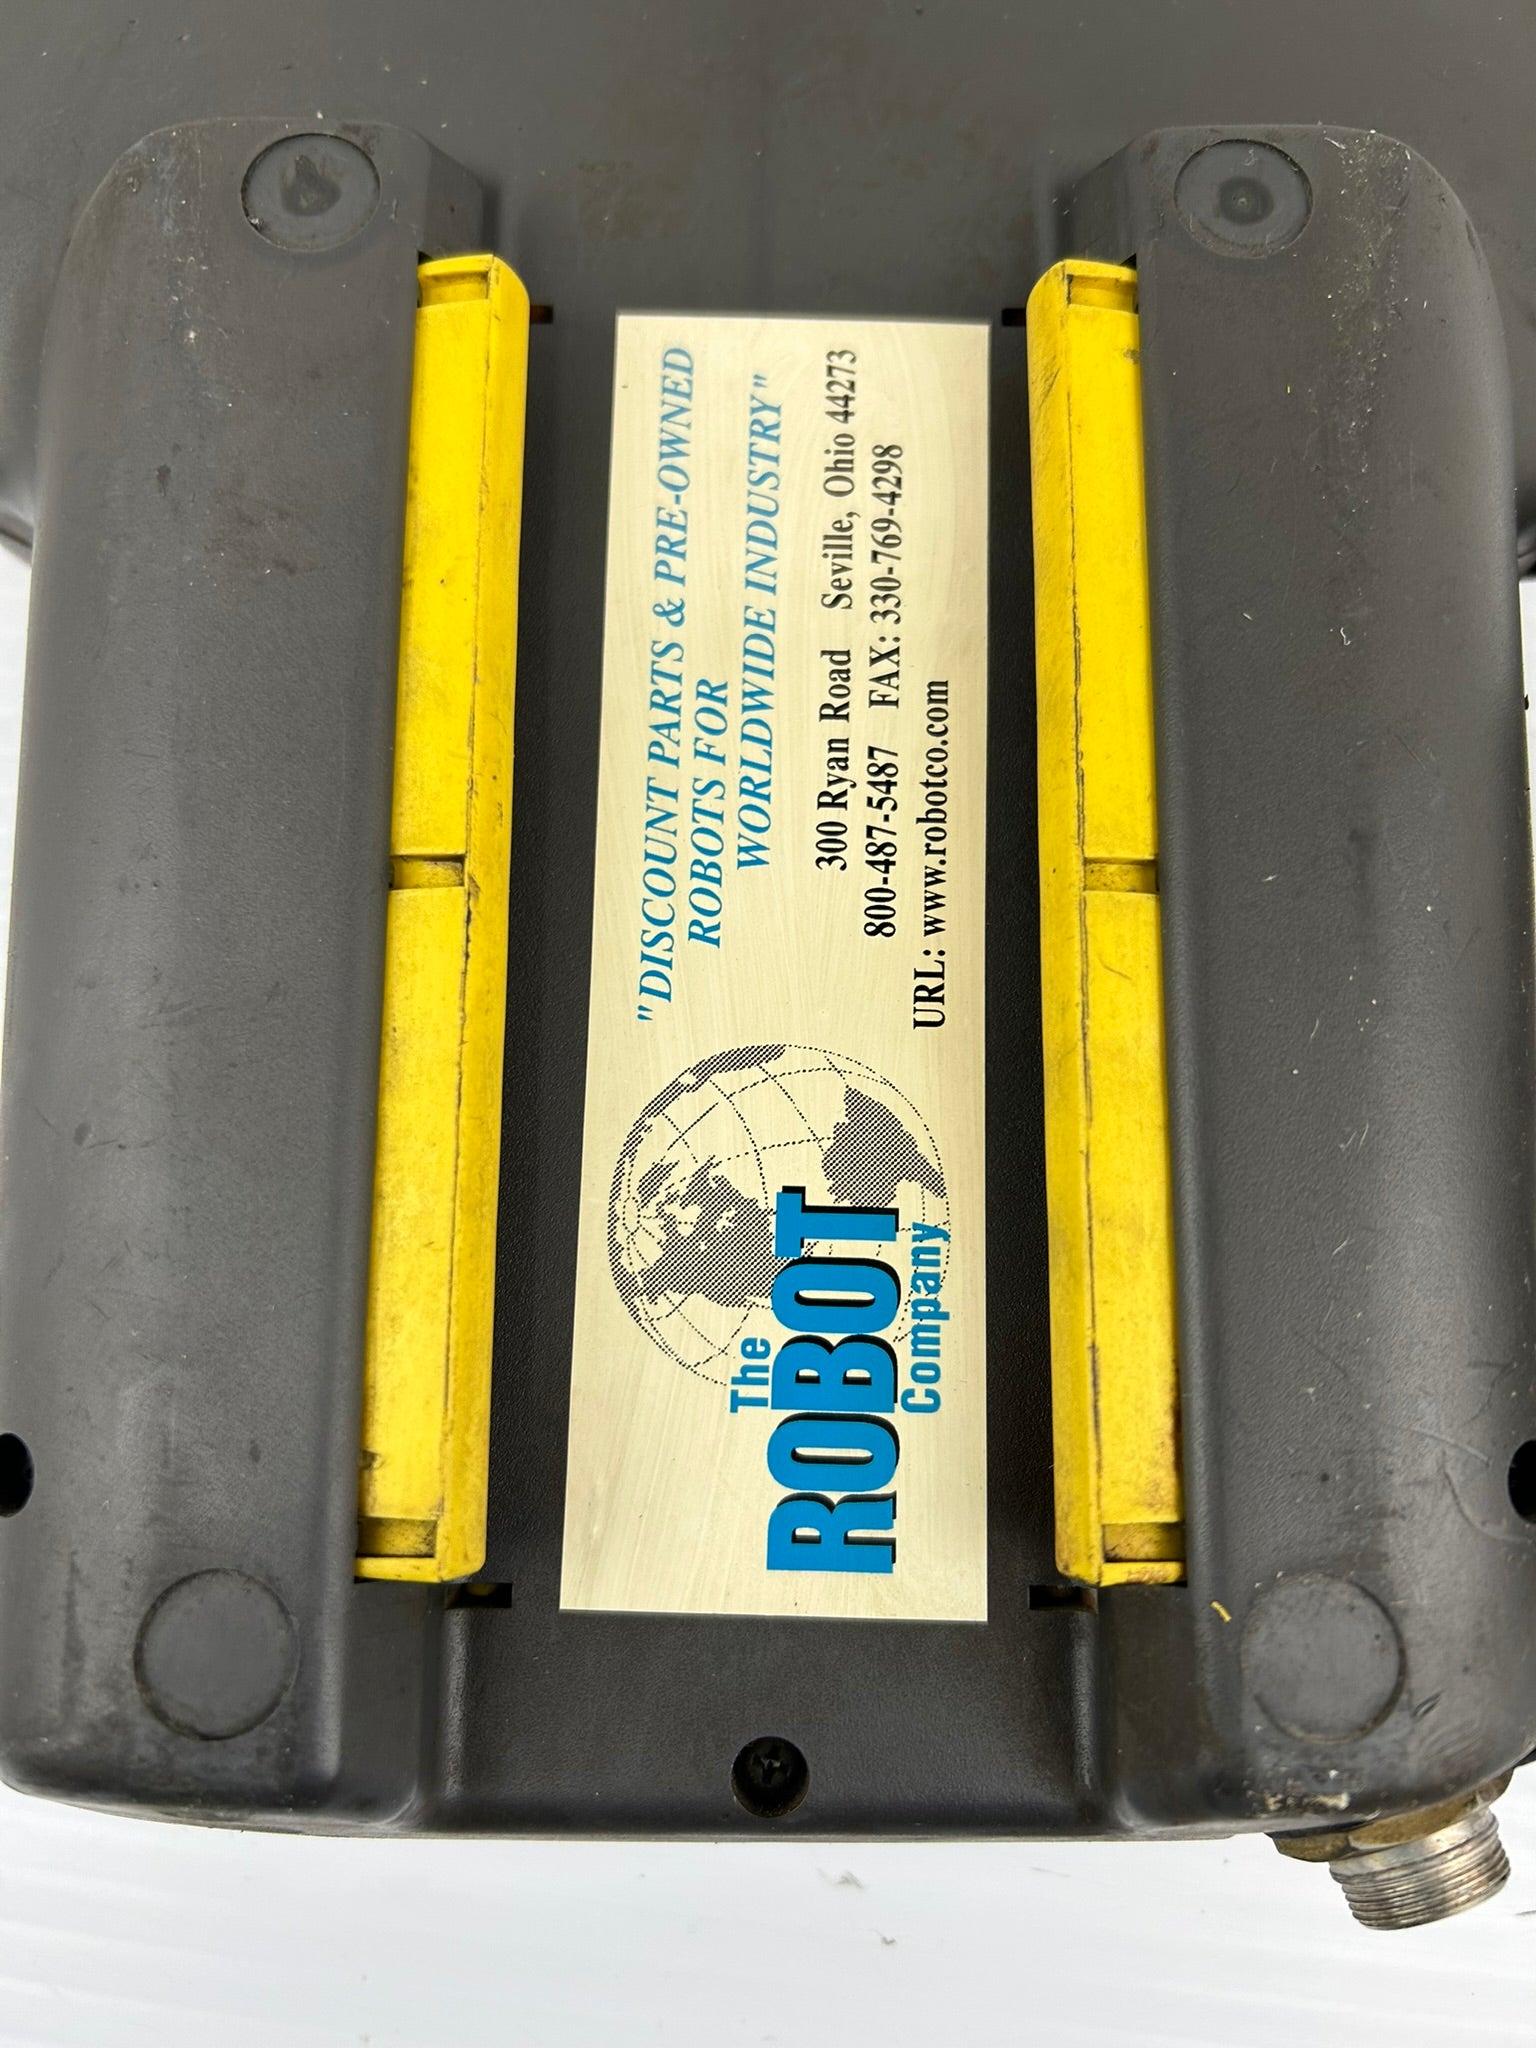 The
ROBOT
Company
"DISCOUNT PARTS & PRE-OWNED
ROBOTS FOR
WORLDWIDE INDUSTRY"
300 Ryan Road Seville, Ohio 44273
800-487-5487 FAX: 330-769-4298
URL: www.robotco.com